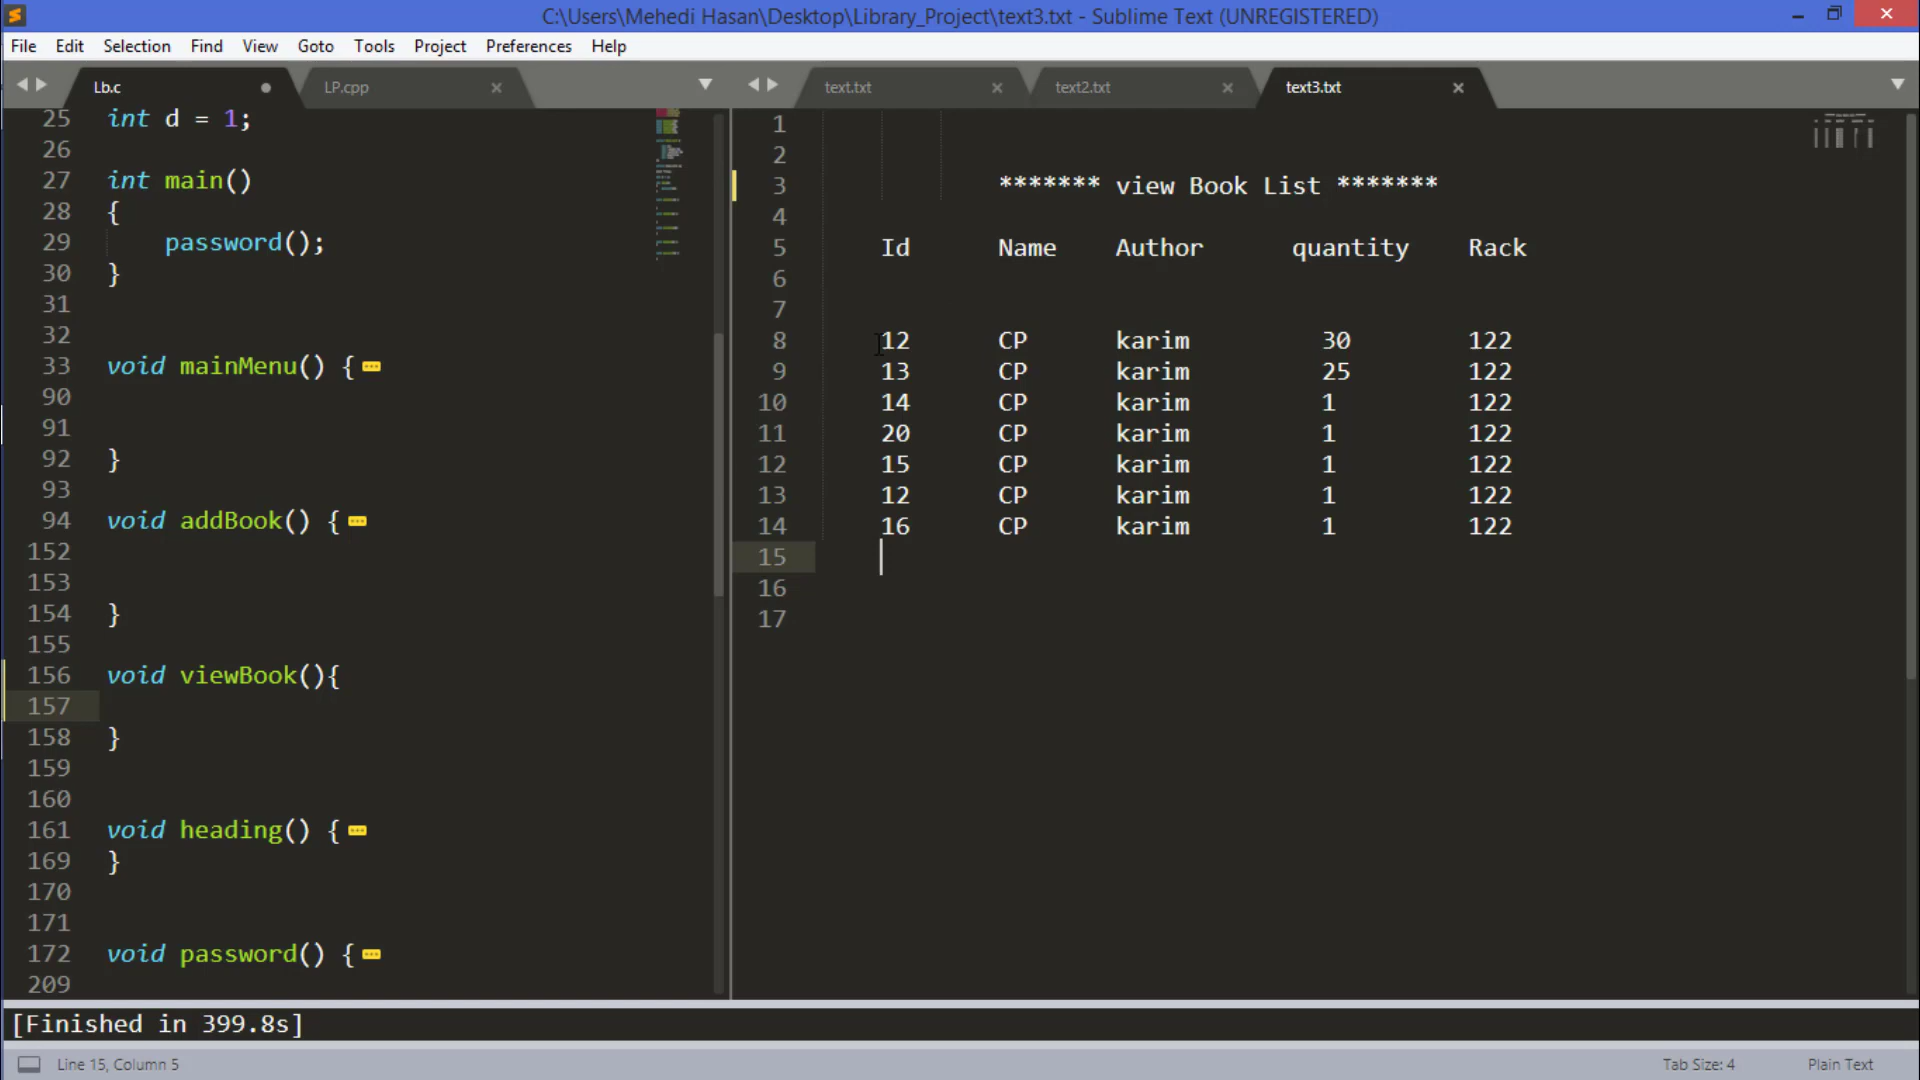 C:\Users\Mehedi Hasan\Desktop\Library_Project\text3.txt - Sublime Text (UNREGISTERED)
File Edit Selection Find View Goto Tools Project Preferences Help
Lb.c LP.cpp
25 int d = 1;
26
27 int main()
28 {
29 password();
30 }
31
32
33 void mainMenu() {
90
91
92 }
93
94 void addBook() {
152
153
154 }
155
156 void viewBook(){
157
158 }
159
160
161 void heading() {
169 }
170
171
172 void password() {
209
text.txt text2.txt text3.txt
1
2
3 ******* view Book List *******
4
5 Id Name Author quantity Rack
6
7
8 12 CP karim 30 122
9 13 CP karim 25 122
10 14 CP karim 1 122
11 20 CP karim 1 122
12 15 CP karim 1 122
13 12 CP karim 1 122
14 16 CP karim 1 122
15
16
17
[Finished in 399.8s]
Line 15, Column 5 Tab Size: 4 Plain Text